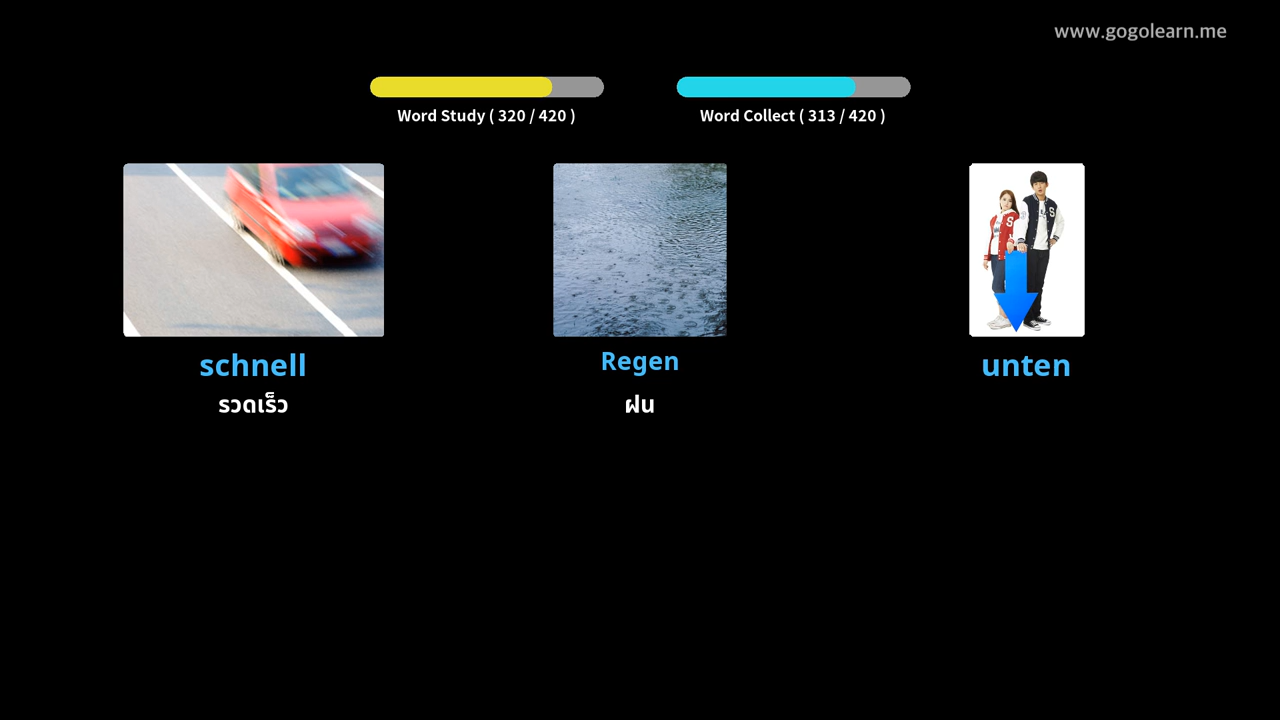 www.gogolearn.me
Word Study ( 320 / 420 )
Word Collect ( 313 / 420 )
schnell
รวดเร็ว
Regen
ฝน
unten